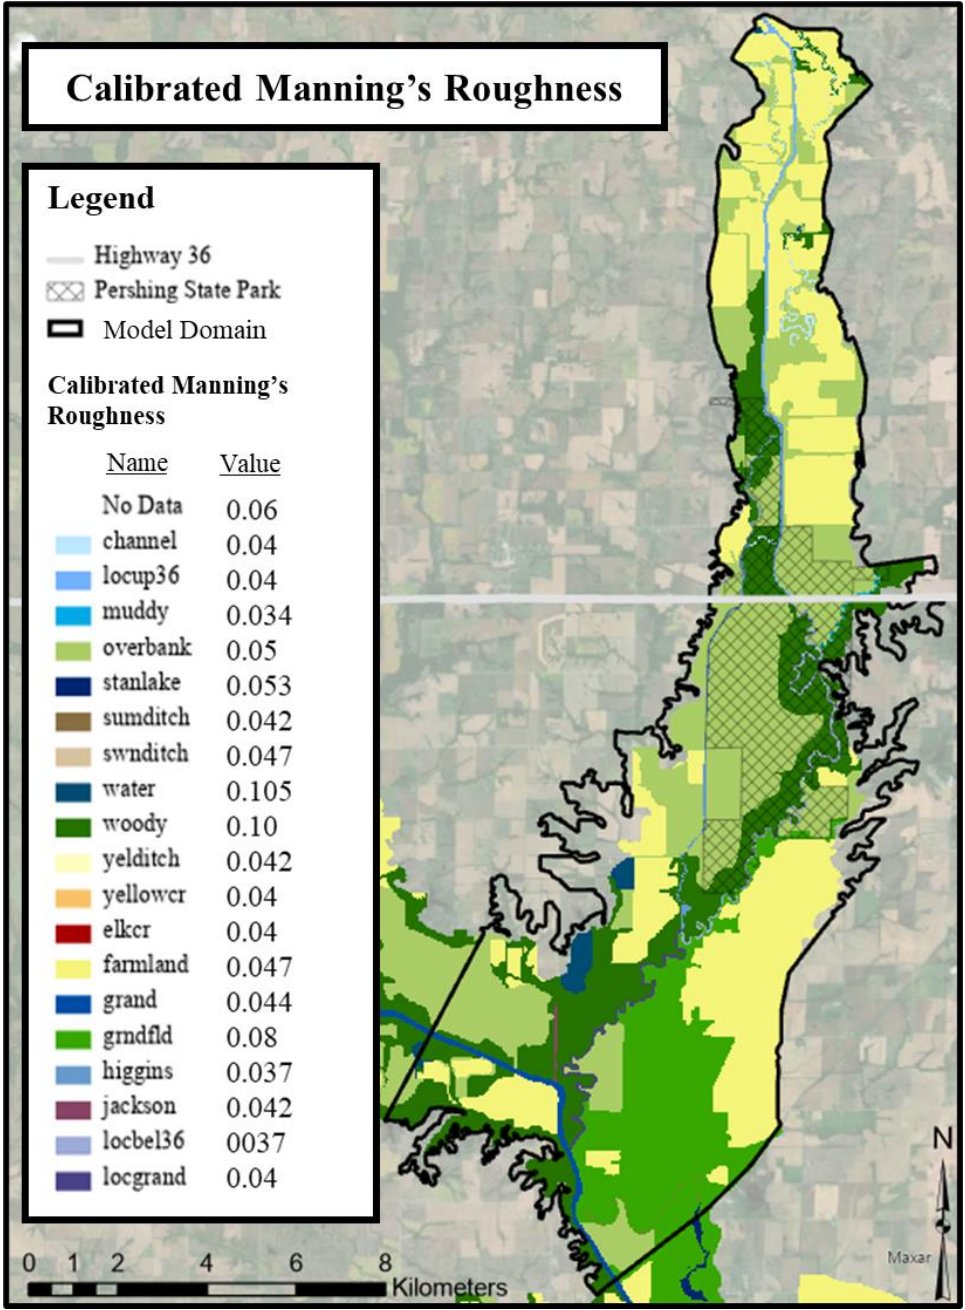 Calibrated Manning's Roughness
Legend
Highway 36
Pershing State Park
Model Domain
Calibrated Manning's
Roughness
Name Value
No Data 0.06
channel 0.04
locup36 0.04
muddy 0.034
overbank 0.05
stanlake 0.053
sumditch 0.042
swnditch 0.047
water 0.105
woody 0.10
yelditch 0.042
yellowcr 0.04
elkcr 0.04
farmland 0.047
grand 0.044
grndfld 0.08
higgins 0.037
jackson 0.042
locbel36 0037
locgrand 0.04
N
Maxar
0 1 2 4 6 8
Kilometers